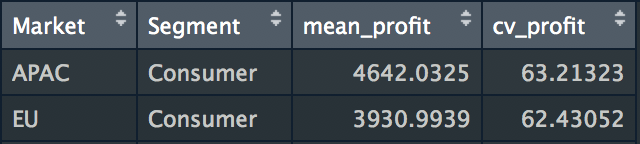 Market Segment mean_profit cv_profit
APAC Consumer 4642.0325 63.21323
EU Consumer 3930.9939 62.43052